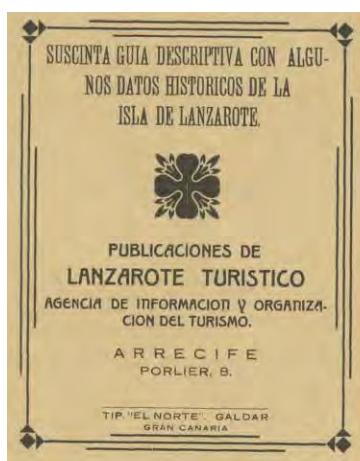 SUSCINTA GUIA DESCRIPTIVA CON ALGU-
NOS DATOS HISTORICOS DE LA
ISLA DE LANZAROTE.
PUBLICACIONES DE
LANZAROTE TURISTICO
AGENCIA DE INFORMACION Y ORGANIZA-
CION DEL TURISMO.
ARRECIFE
PORLIER, 8.
TIP. "EL NORTE". GALDAR
GRAN CANARIA